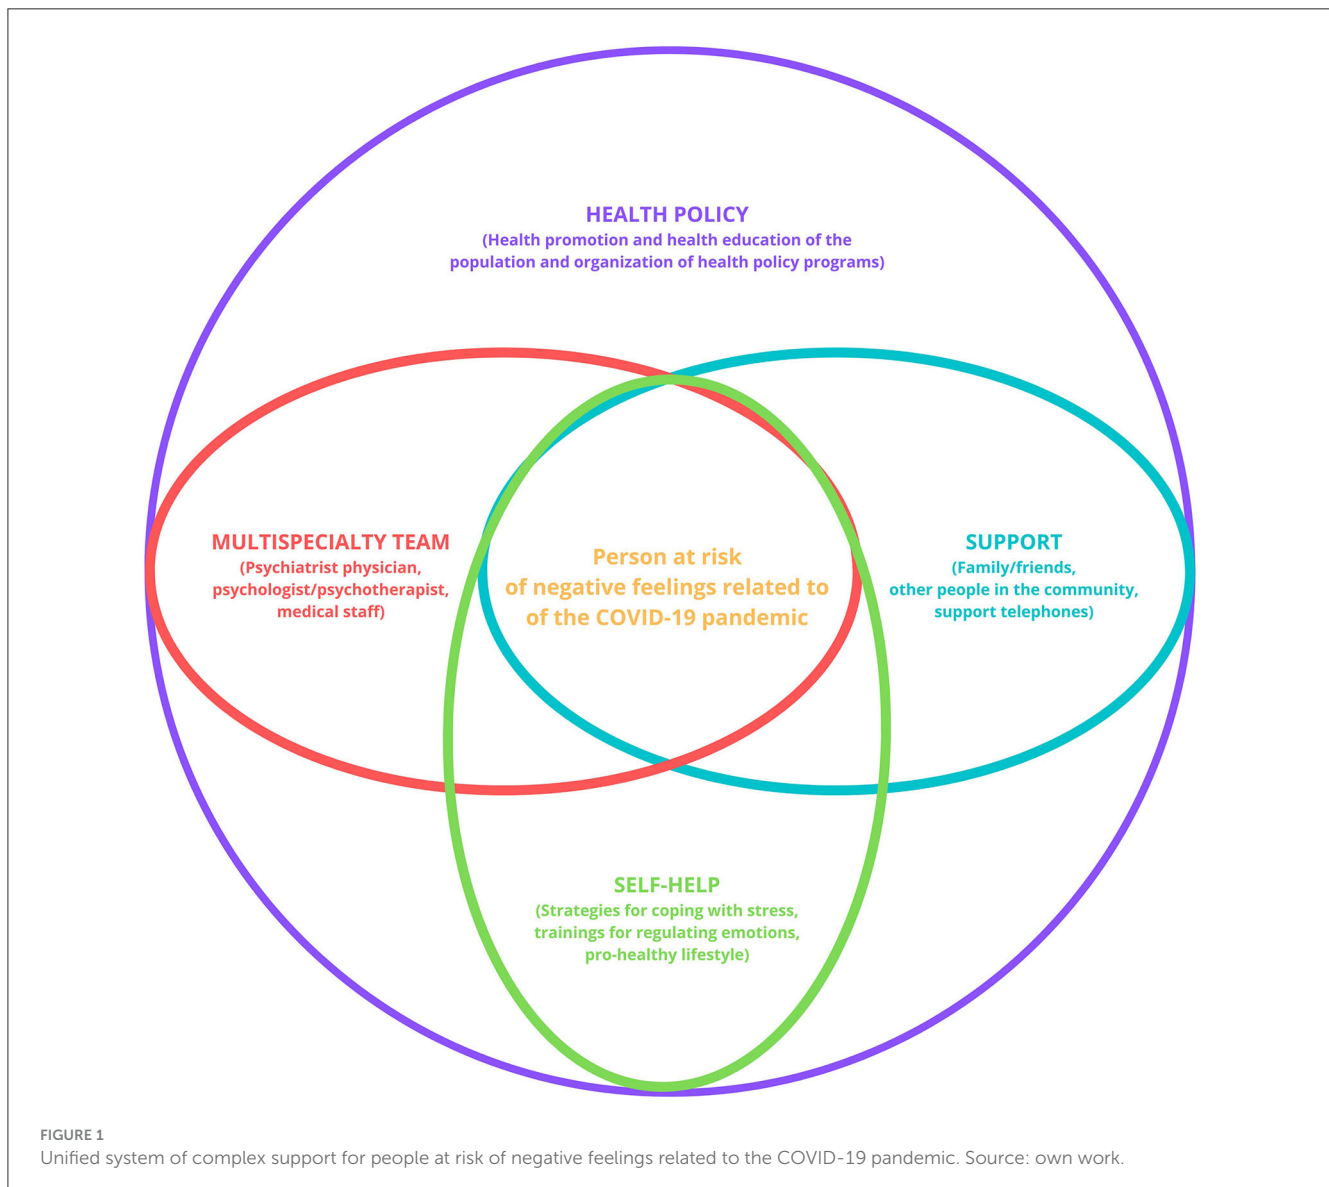 HEALTH POLICY
(Health promotion and health education of the
population and organization of health policy programs)
MULTISPECIALTY TEAM
(Psychiatrist physician,
psychologist/psychotherapist,
medical staff)
Person at risk
of negative feelings related to
of the COVID-19 pandemic
SUPPORT
(Family/friends,
other people in the community,
support telephones)
SELF-HELP
(Strategies for coping with stress,
trainings for regulating emotions,
pro-healthy lifestyle)
FIGURE 1
Unified system of complex support for people at risk of negative feelings related to the COVID-19 pandemic. Source: own work.